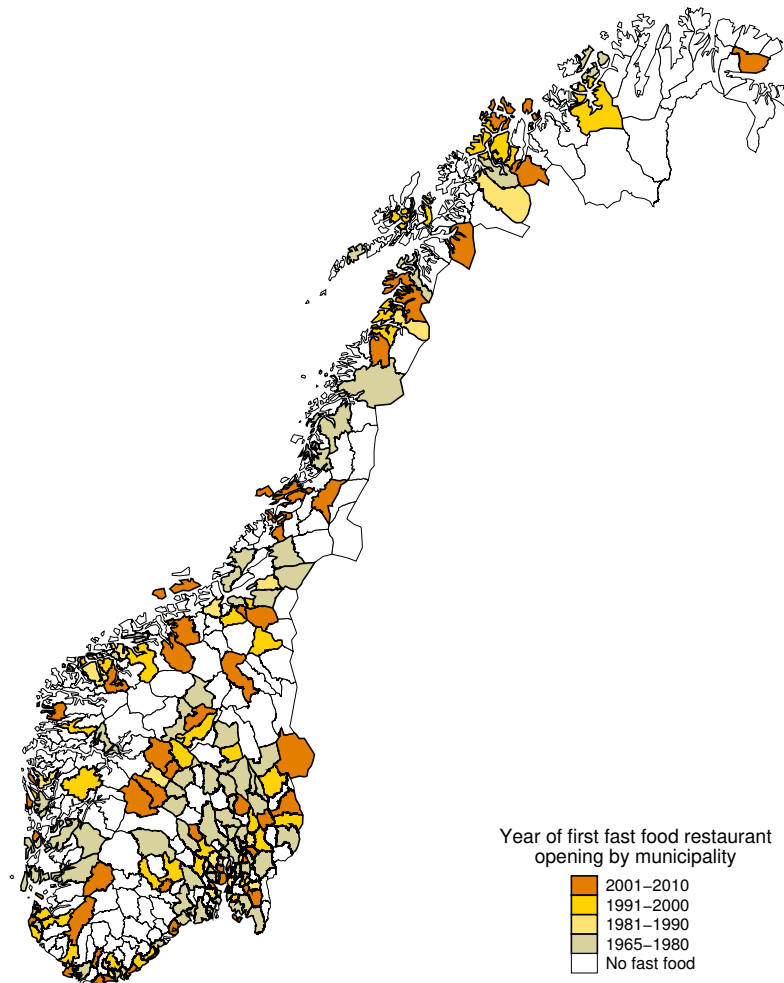 Year of first fast food restaurant
opening by municipality
2001−2010
1991−2000
1981−1990
1965−1980
No fast food